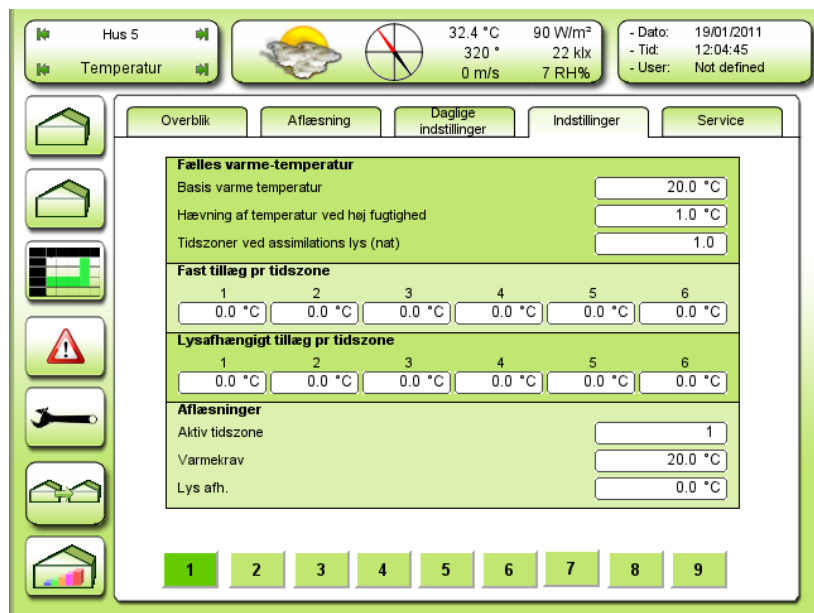 Hus 5
Temperatur
32.4 °C 90 W/m²
320 ° 22 klx
0 m/s 7 RH%
- Dato: 19/01/2011
- Tid: 12:04:45
- User: Not defined
Overblik Aflæsning Daglige indstillinger Indstillinger Service
Fælles varme-temperatur
Basis varme temperatur 20.0 °C
Hævning af temperatur ved høj fugtighed 1.0 °C
Tidszoner ved assimilations lys (nat) 1.0
Fast tillæg pr tidszone
1 2 3 4 5 6
0.0 °C 0.0 °C 0.0 °C 0.0 °C 0.0 °C 0.0 °C
Lysafhængigt tillæg pr tidszone
1 2 3 4 5 6
0.0 °C 0.0 °C 0.0 °C 0.0 °C 0.0 °C 0.0 °C
Aflæsninger
Aktiv tidszone 1
Varmekrav 20.0 °C
Lys afh. 0.0 °C
1 2 3 4 5 6 7 8 9